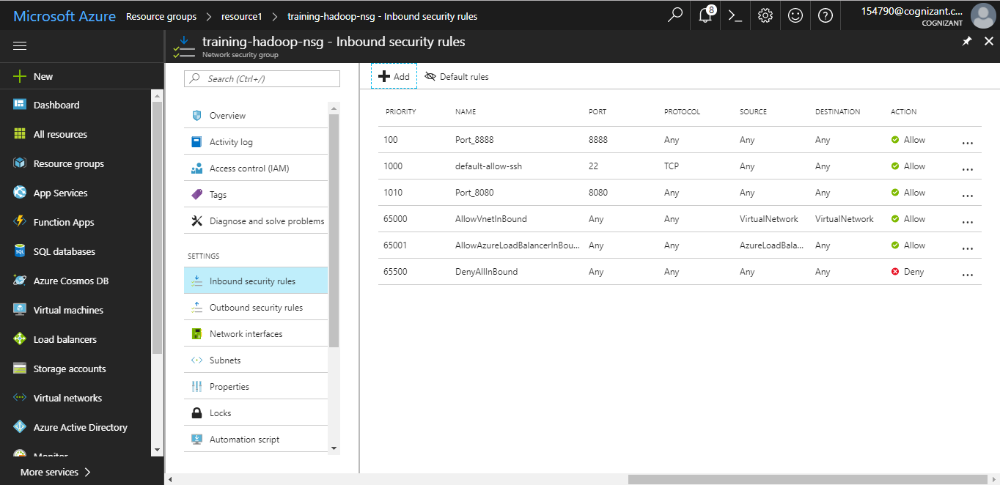 Microsoft Azure Resource groups > resource1 > training-hadoop-nsg - Inbound security rules 8 154790@cognizant.c...
COGNIZANT
training-hadoop-nsg - Inbound security rules
Network security group
New
Dashboard
All resources
Resource groups
App Services
Function Apps
SQL databases
Azure Cosmos DB
Virtual machines
Load balancers
Storage accounts
Virtual networks
Azure Active Directory
Monitor
More services >
Search (Ctrl+/)
Overview
Activity log
Access control (IAM)
Tags
Diagnose and solve problems
SETTINGS
Inbound security rules
Outbound security rules
Network interfaces
Subnets
Properties
Locks
Automation script
Add Default rules
PRIORITY NAME PORT PROTOCOL SOURCE DESTINATION ACTION
100 Port_8888 8888 Any Any Any Allow ...
1000 default-allow-ssh 22 TCP Any Any Allow ...
1010 Port_8080 8080 Any Any Any Allow ...
65000 AllowVnetInBound Any Any VirtualNetwork VirtualNetwork Allow ...
65001 AllowAzureLoadBalancerInBou... Any Any AzureLoadBala... Any Allow ...
65500 DenyAllInBound Any Any Any Any Deny ...